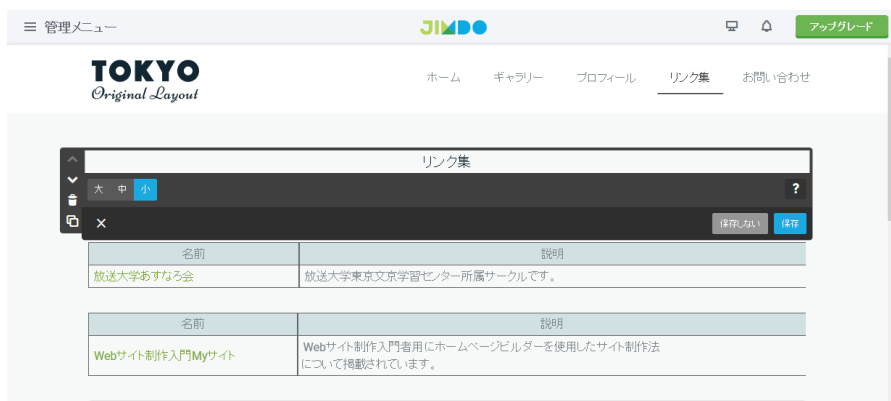 管理メニュー
JIMDO
アップグレード
TOKYO
Original Layout
ホーム ギャラリー プロフィール リンク集 お問い合わせ
リンク集
大 中 小
?
保存しない 保存
名前 説明
放送大学あすなろ会 放送大学東京文京学習センター所属サークルです。
名前 説明
Webサイト制作入門Myサイト Webサイト制作入門者用にホームページビルダーを使用したサイト制作法
について掲載されています。